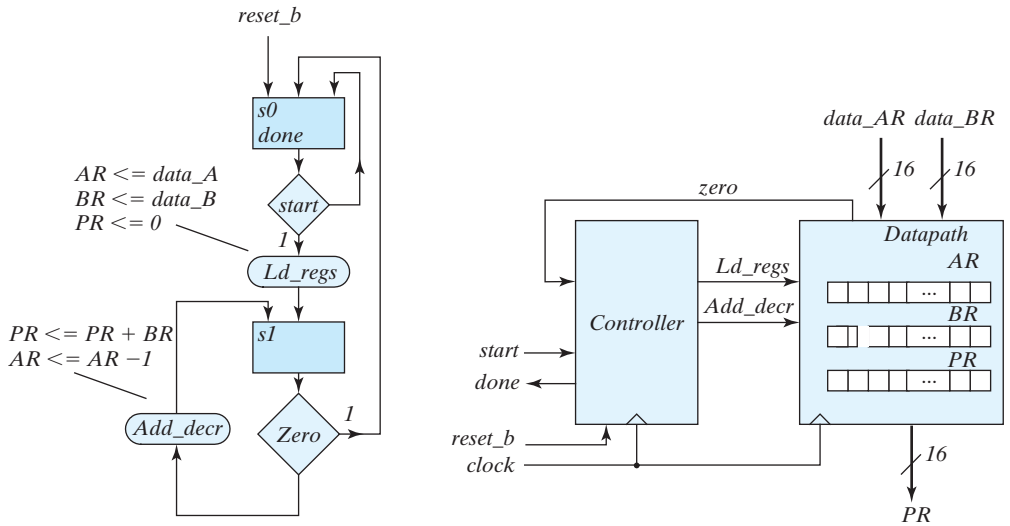 reset_b
s0
done
AR <= data_A
BR <= data_B
PR <= 0
start
1
Ld_regs
PR <= PR + BR
AR <= AR −1
s1
Add_decr
Zero
1
data_AR data_BR
16
16
zero
Datapath
AR
...
Ld_regs
Add_decr
Controller
BR
...
PR
...
start
done
reset_b
clock
16
PR